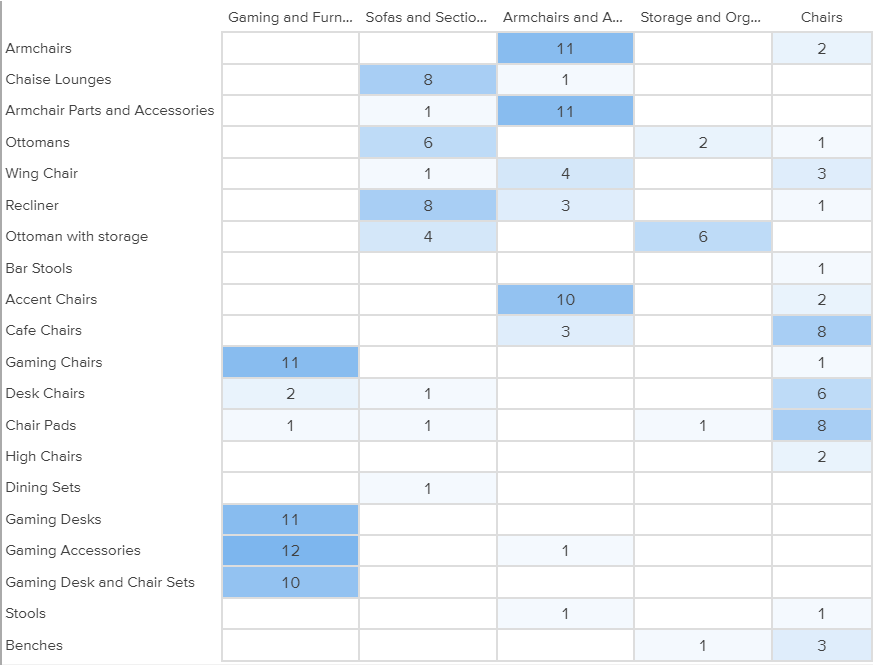 Gaming and Furn... Sofas and Sectio... Armchairs and A... Storage and Org... Chairs
Armchairs 11 2
Chaise Lounges 8 1
Armchair Parts and Accessories 1 11
Ottomans 6 2 1
Wing Chair 1 4 3
Recliner 8 3 1
Ottoman with storage 4 6
Bar Stools 1
Accent Chairs 10 2
Cafe Chairs 3 8
Gaming Chairs 11 1
Desk Chairs 2 1 6
Chair Pads 1 1 1 8
High Chairs 2
Dining Sets 1
Gaming Desks 11
Gaming Accessories 12 1
Gaming Desk and Chair Sets 10
Stools 1 1
Benches 1 3